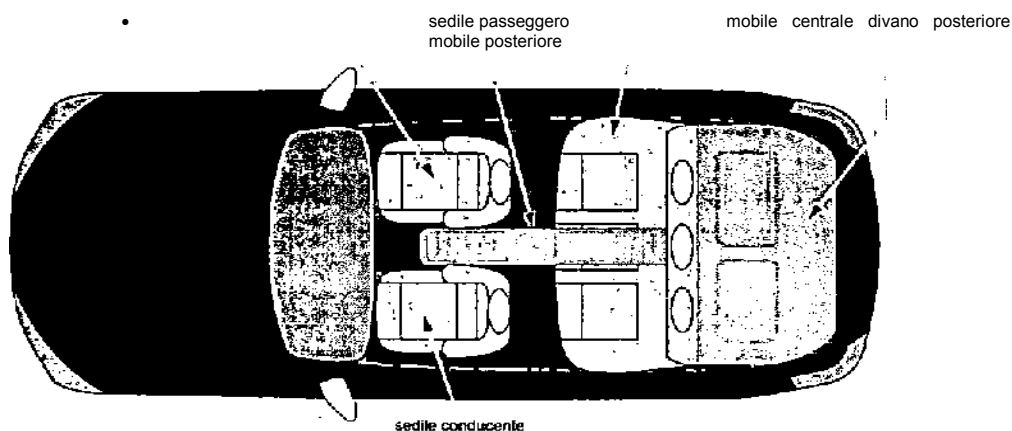 •
sedile passeggero
mobile posteriore
mobile centrale divano posteriore
sedile conducente